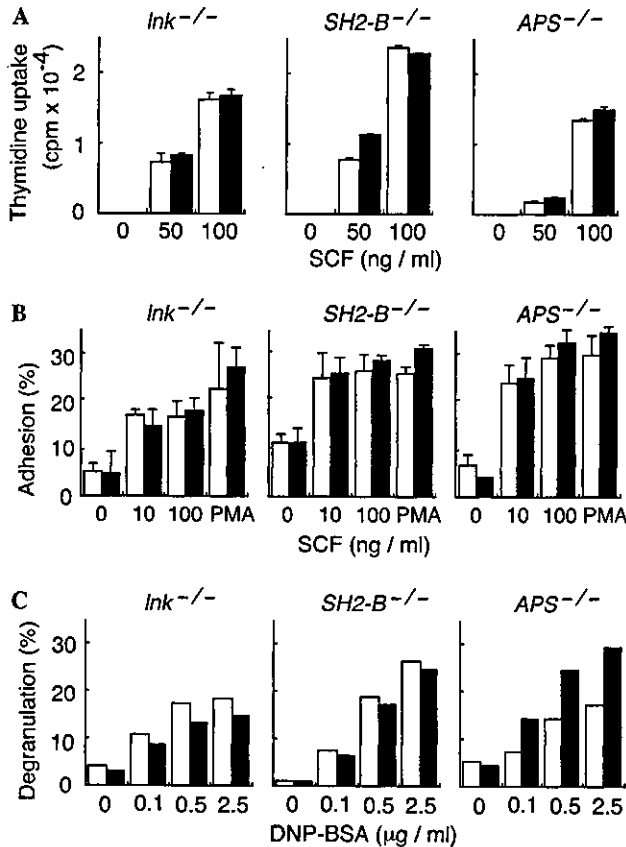 A
lnk−/−
SH2-B−/−
APS−/−
Thymidine uptake
(cpm x 10-4)
2
1
0
0 50 100
0 50 100
0 50 100
SCF (ng / ml)
B
lnk−/−
SH2-B−/−
APS−/−
Adhesion (%)
30
20
10
0
0 10 100 PMA
0 10 100 PMA
0 10 100 PMA
SCF (ng / ml)
C
lnk−/−
SH2-B−/−
APS−/−
Degranulation (%)
30
20
10
0
0 0.1 0.5 2.5
0 0.1 0.5 2.5
0 0.1 0.5 2.5
DNP-BSA (μg / ml)